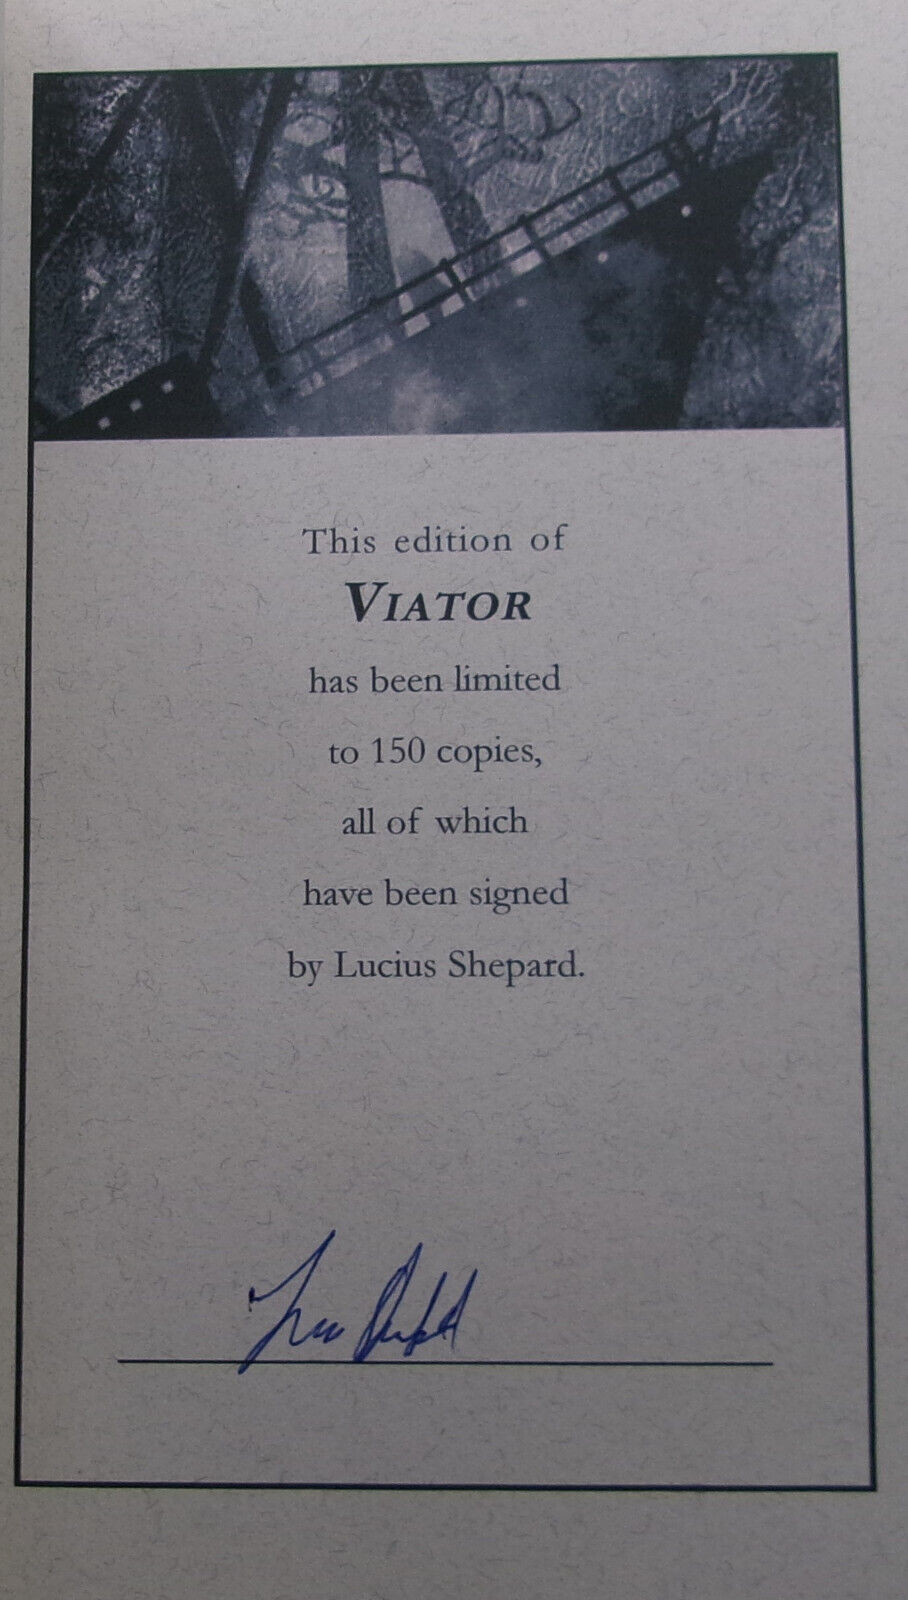 This edition of
VIATOR
has been limited
to 150 copies,
all of which
have been signed
by Lucius Shepard.